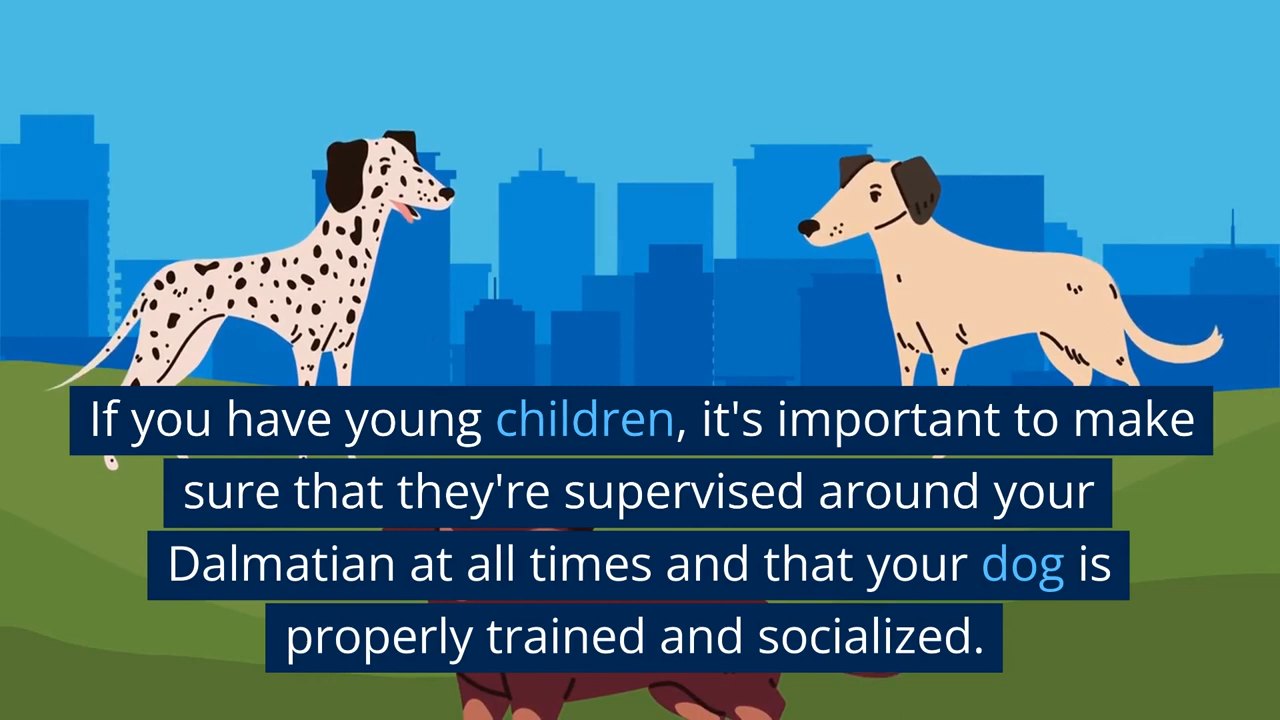 If you have young children, it's important to make
sure that they're supervised around your
Dalmatian at all times and that your dog is
properly trained and socialized.